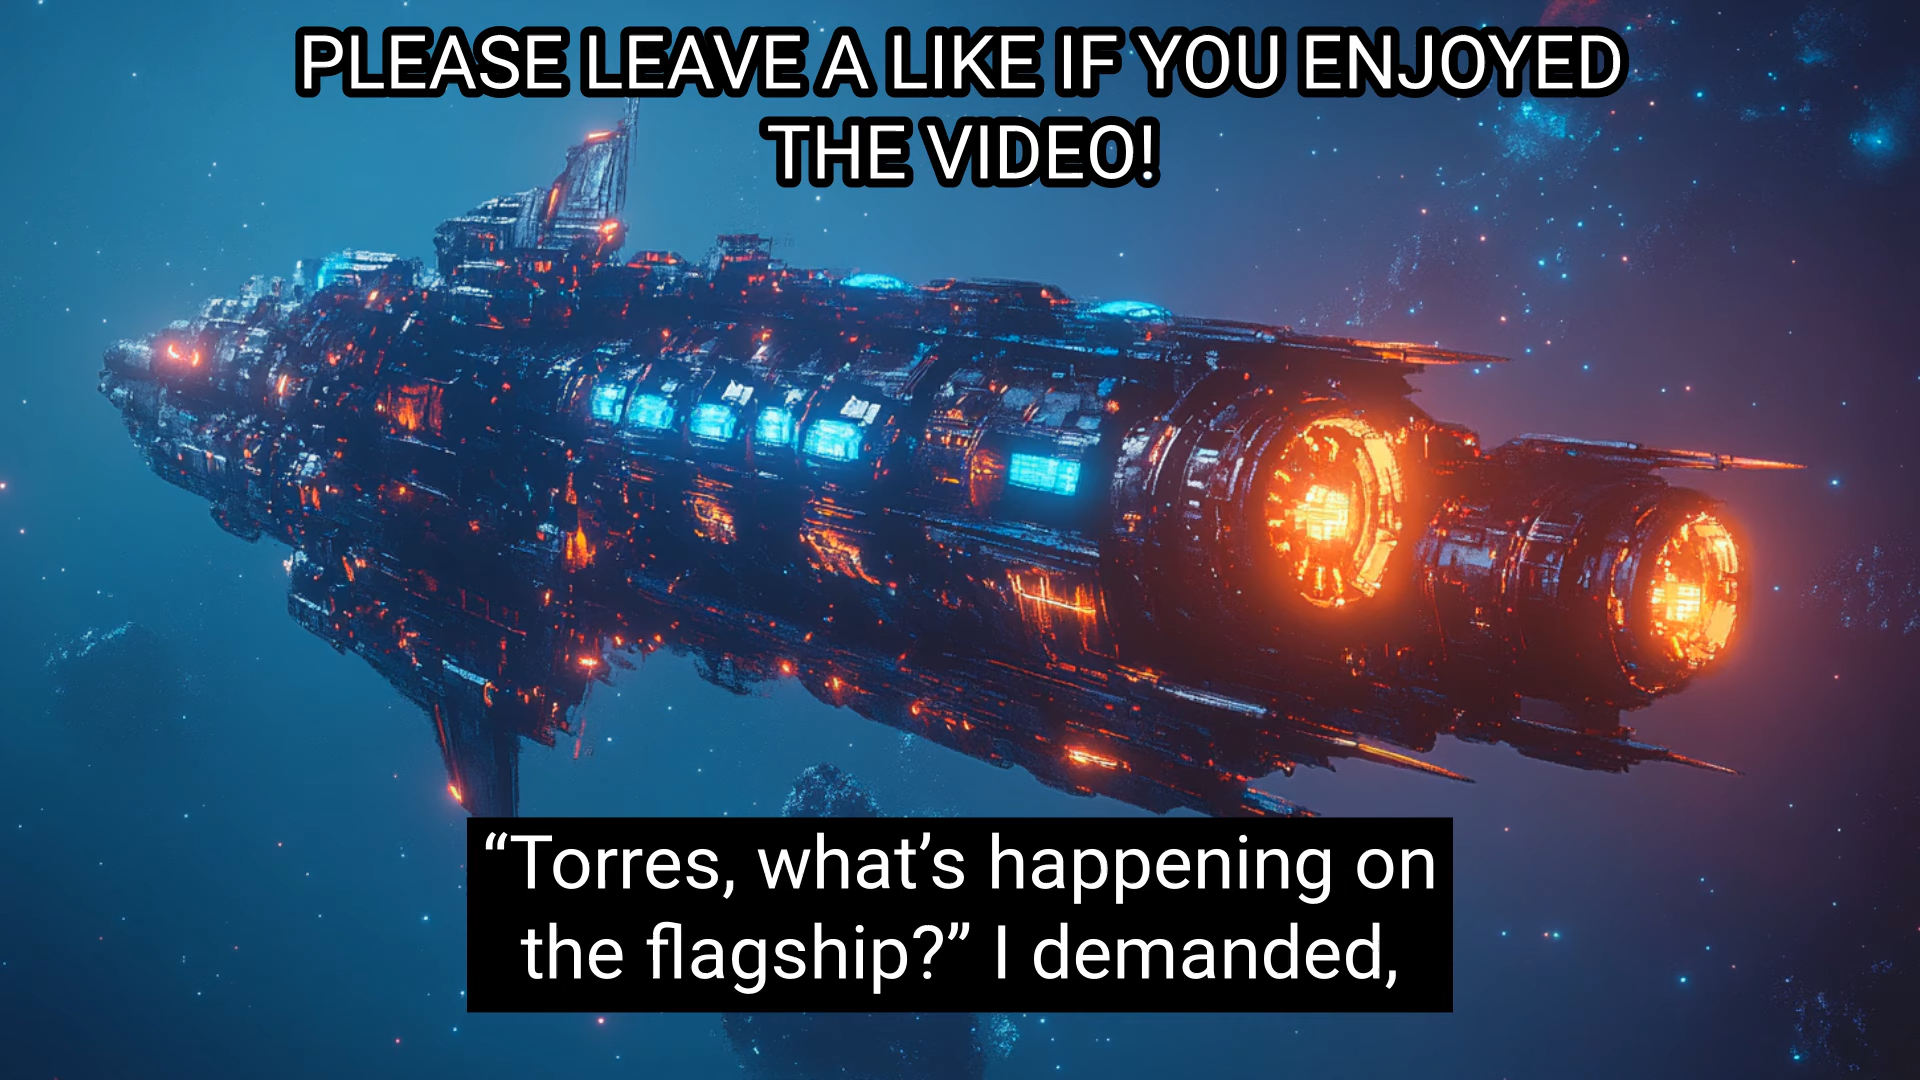 PLEASE LEAVE A LIKE IF YOU ENJOYED
THE VIDEO!
“Torres, what’s happening on
the flagship?” I demanded,